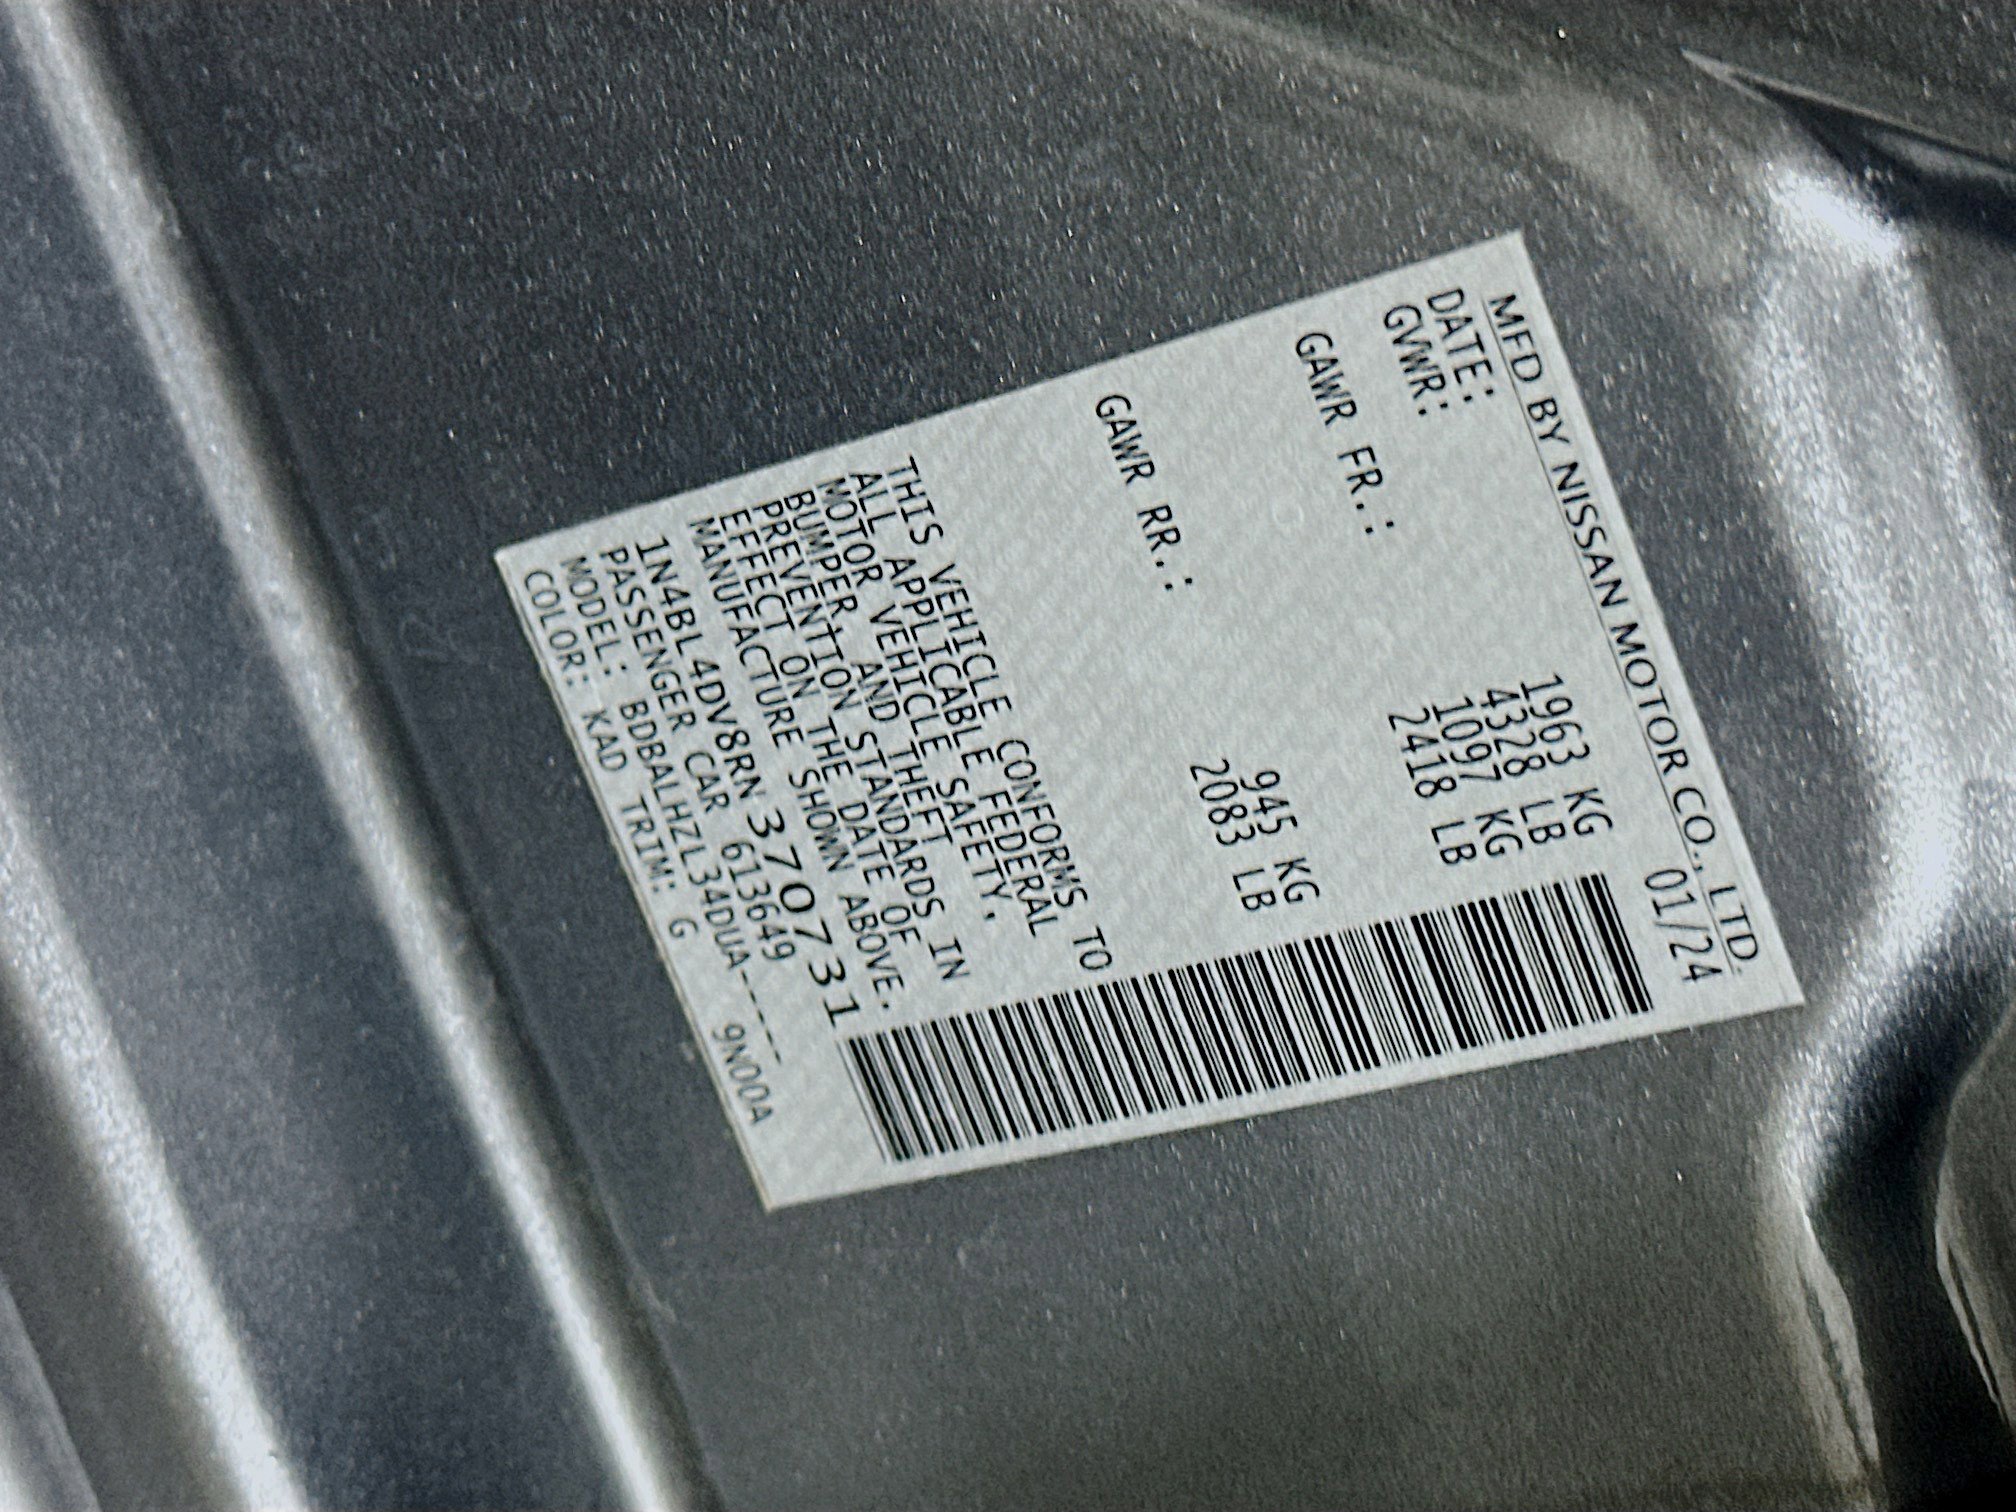 MFD BY NISSAN MOTOR CO., LTD.
DATE: 01/24
GVWR: 1963 KG
4328 LB
GAWR FR.: 1097 KG
2418 LB
GAWR RR.: 945 KG
2083 LB
THIS VEHICLE CONFORMS TO
ALL APPLICABLE FEDERAL
MOTOR VEHICLE SAFETY,
BUMPER, AND THEFT
PREVENTION STANDARDS IN
EFFECT ON THE DATE OF
MANUFACTURE SHOWN ABOVE.
1N4BL4DV8RN370731
PASSENGER CAR 613649
MODEL: BDBALHZL34DUA-----
COLOR: KAD TRIM: G 9N00A